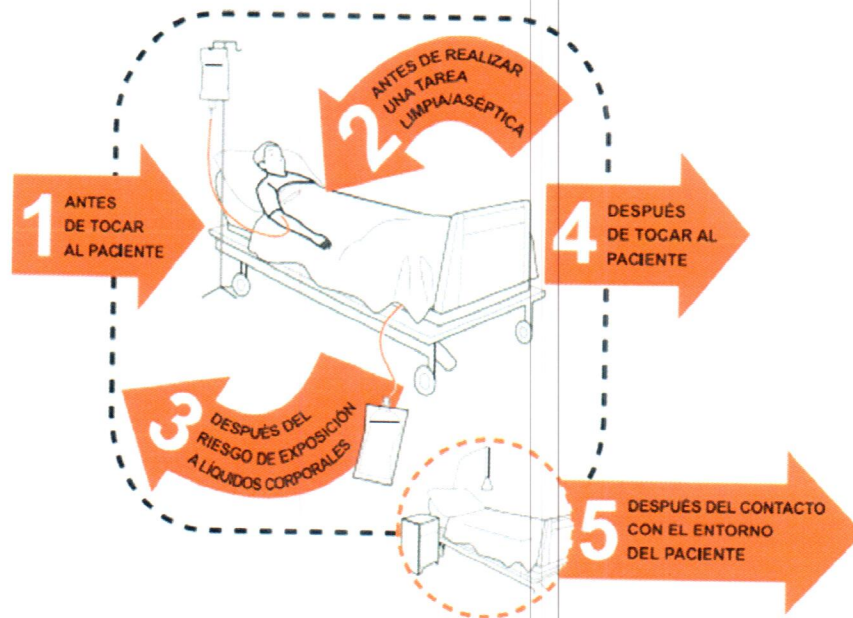 1 ANTES
DE TOCAR
AL PACIENTE
2 ANTES DE REALIZAR
UNA TAREA
LIMPIA/ASÉPTICA
3 DESPUÉS DEL
RIESGO DE EXPOSICIÓN
A LÍQUIDOS CORPORALES
4 DESPUÉS
DE TOCAR AL
PACIENTE
5 DESPUÉS DEL CONTACTO
CON EL ENTORNO
DEL PACIENTE